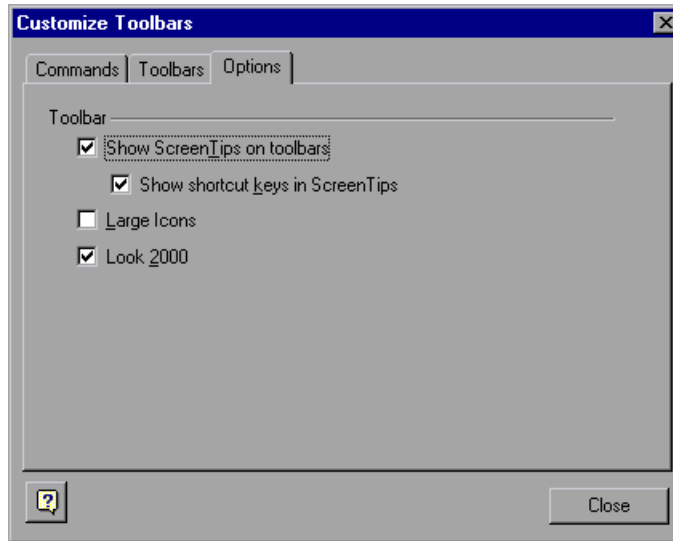 Customize Toolbars
Commands Toolbars Options
Toolbar
Show ScreenTips on toolbars
Show shortcut keys in ScreenTips
Large Icons
Look 2000
?
Close